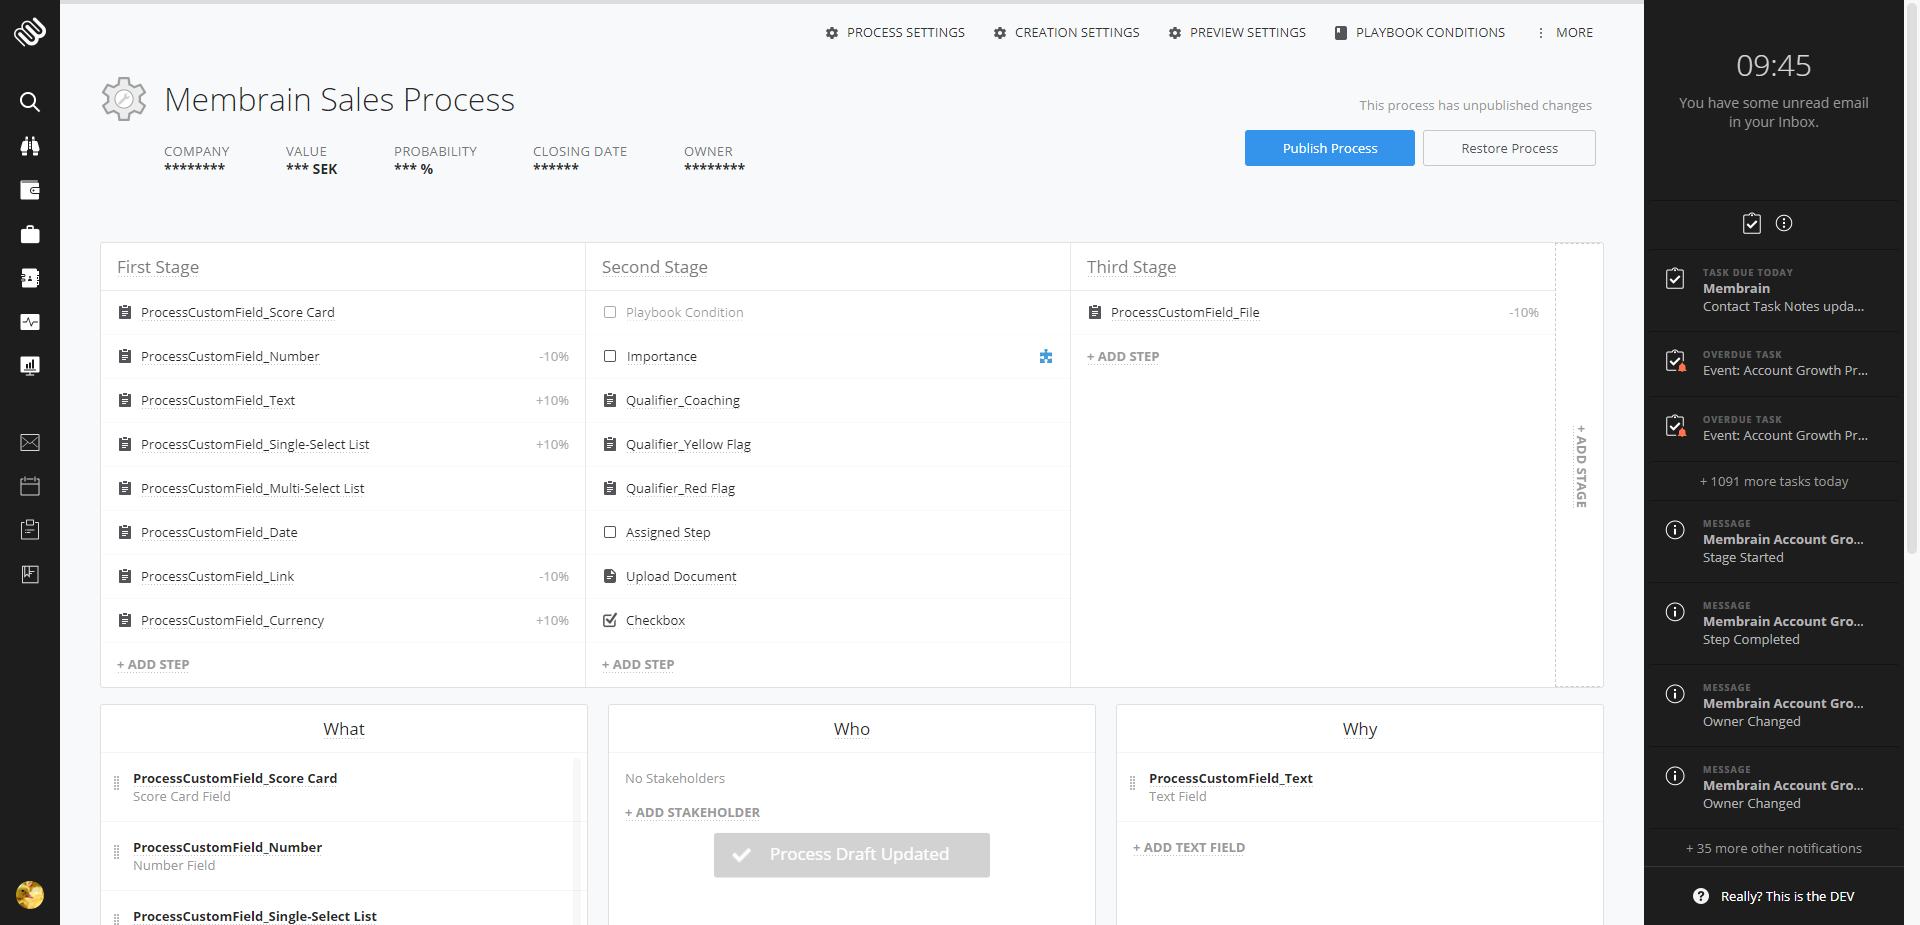 PROCESS SETTINGS
CREATION SETTINGS
PREVIEW SETTINGS
PLAYBOOK CONDITIONS
MORE
Membrain Sales Process
This process has unpublished changes
Publish Process
Restore Process
COMPANY
********
VALUE
*** SEK
PROBABILITY
*** %
CLOSING DATE
******
OWNER
********
First Stage
ProcessCustomField_Score Card
ProcessCustomField_Number -10%
ProcessCustomField_Text +10%
ProcessCustomField_Single-Select List +10%
ProcessCustomField_Multi-Select List
ProcessCustomField_Date
ProcessCustomField_Link -10%
ProcessCustomField_Currency +10%
+ ADD STEP
Second Stage
Playbook Condition
Importance
Qualifier_Coaching
Qualifier_Yellow Flag
Qualifier_Red Flag
Assigned Step
Upload Document
Checkbox
+ ADD STEP
Third Stage
ProcessCustomField_File -10%
+ ADD STEP
+ ADD STAGE
What
ProcessCustomField_Score Card
Score Card Field
ProcessCustomField_Number
Number Field
ProcessCustomField_Single-Select List
Who
No Stakeholders
+ ADD STAKEHOLDER
Process Draft Updated
Why
ProcessCustomField_Text
Text Field
+ ADD TEXT FIELD
09:45
You have some unread email
in your Inbox.
TASK DUE TODAY
Membrain
Contact Task Notes upda...
OVERDUE TASK
Event: Account Growth Pr...
OVERDUE TASK
Event: Account Growth Pr...
+ 1091 more tasks today
MESSAGE
Membrain Account Gro...
Stage Started
MESSAGE
Membrain Account Gro...
Step Completed
MESSAGE
Membrain Account Gro...
Owner Changed
MESSAGE
Membrain Account Gro...
Owner Changed
+ 35 more other notifications
Really? This is the DEV